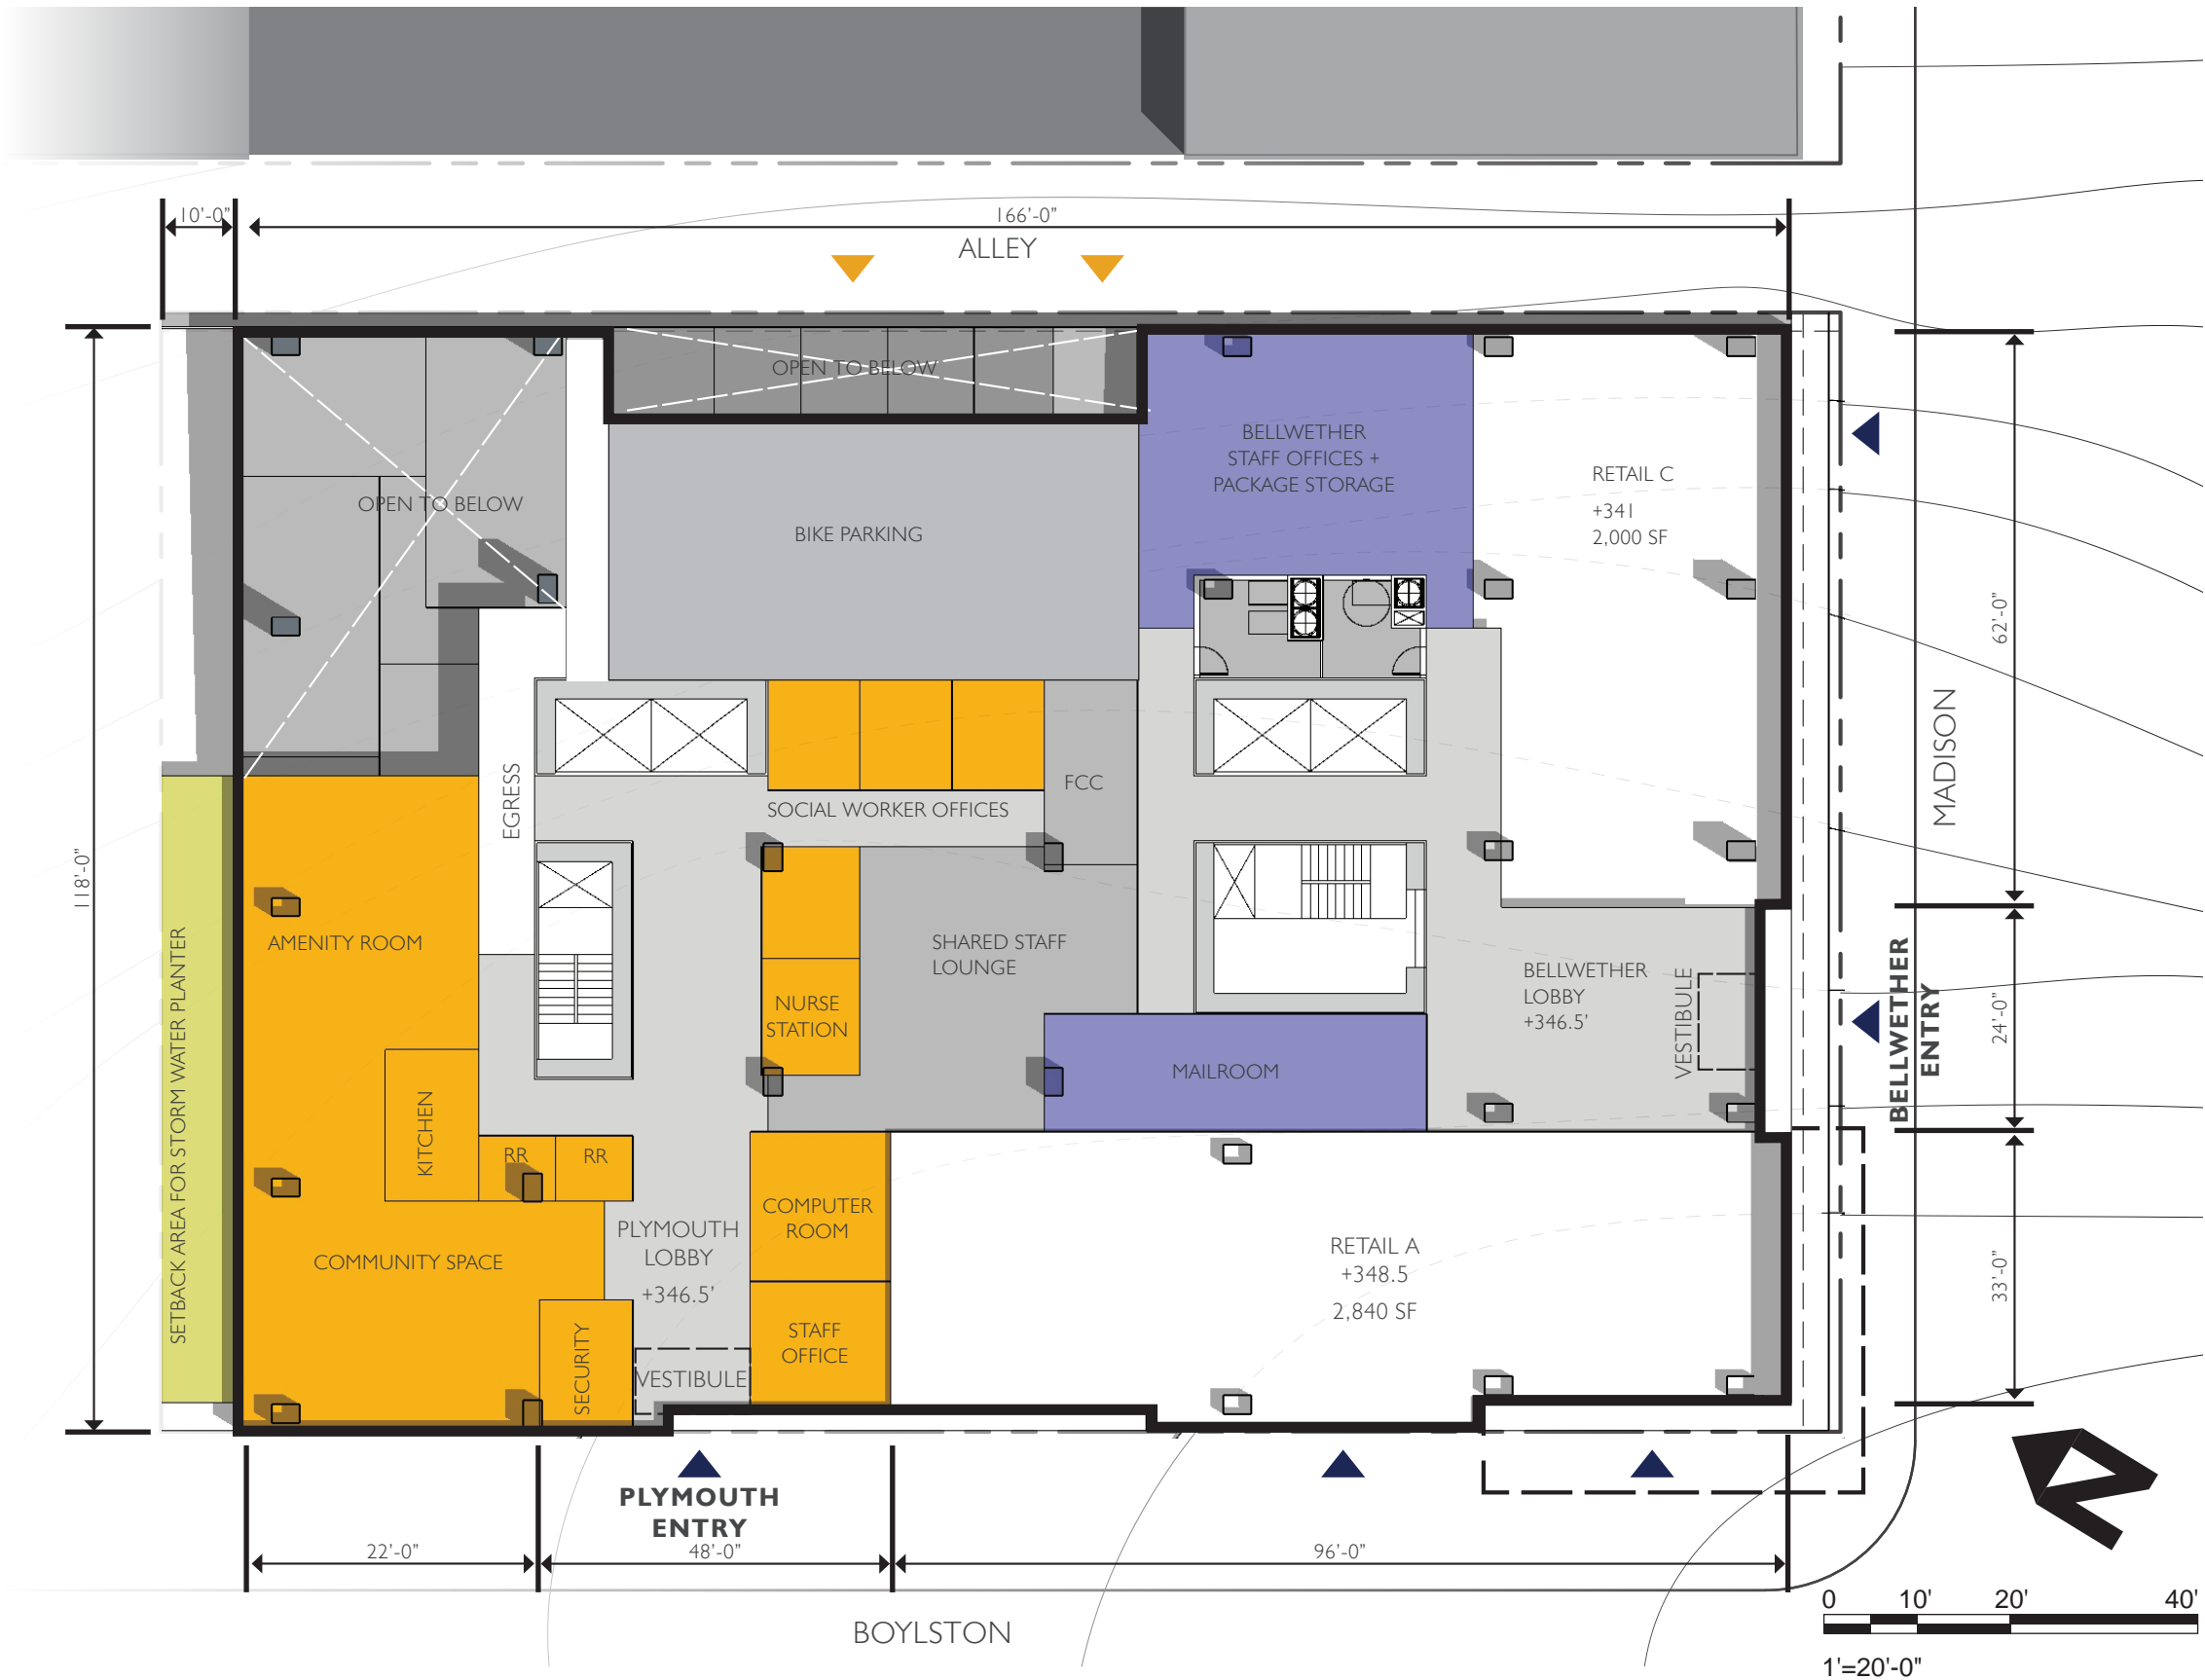 10'-0"
166'-0"
ALLEY
OPEN TO BELOW
BELLWETHER
STAFF OFFICES +
PACKAGE STORAGE
RETAIL C
+341
2,000 SF
OPEN TO BELOW
BIKE PARKING
62'-0"
MADISON
EGRESS
FCC
SOCIAL WORKER OFFICES
118'-0"
AMENITY ROOM
SHARED STAFF
LOUNGE
NURSE
STATION
BELLWETHER
LOBBY
+346.5'
VESTIBULE
BELLWETHER
ENTRY
24'-0"
SETBACK AREA FOR STORM WATER PLANTER
MAILROOM
KITCHEN
RR
RR
COMPUTER
ROOM
PLYMOUTH
LOBBY
+346.5'
COMMUNITY SPACE
RETAIL A
+348.5
2,840 SF
33'-0"
STAFF
OFFICE
SECURITY
VESTIBULE
PLYMOUTH
ENTRY
22'-0"
48'-0"
96'-0"
BOYLSTON
0 10' 20' 40'
1'=20'-0"